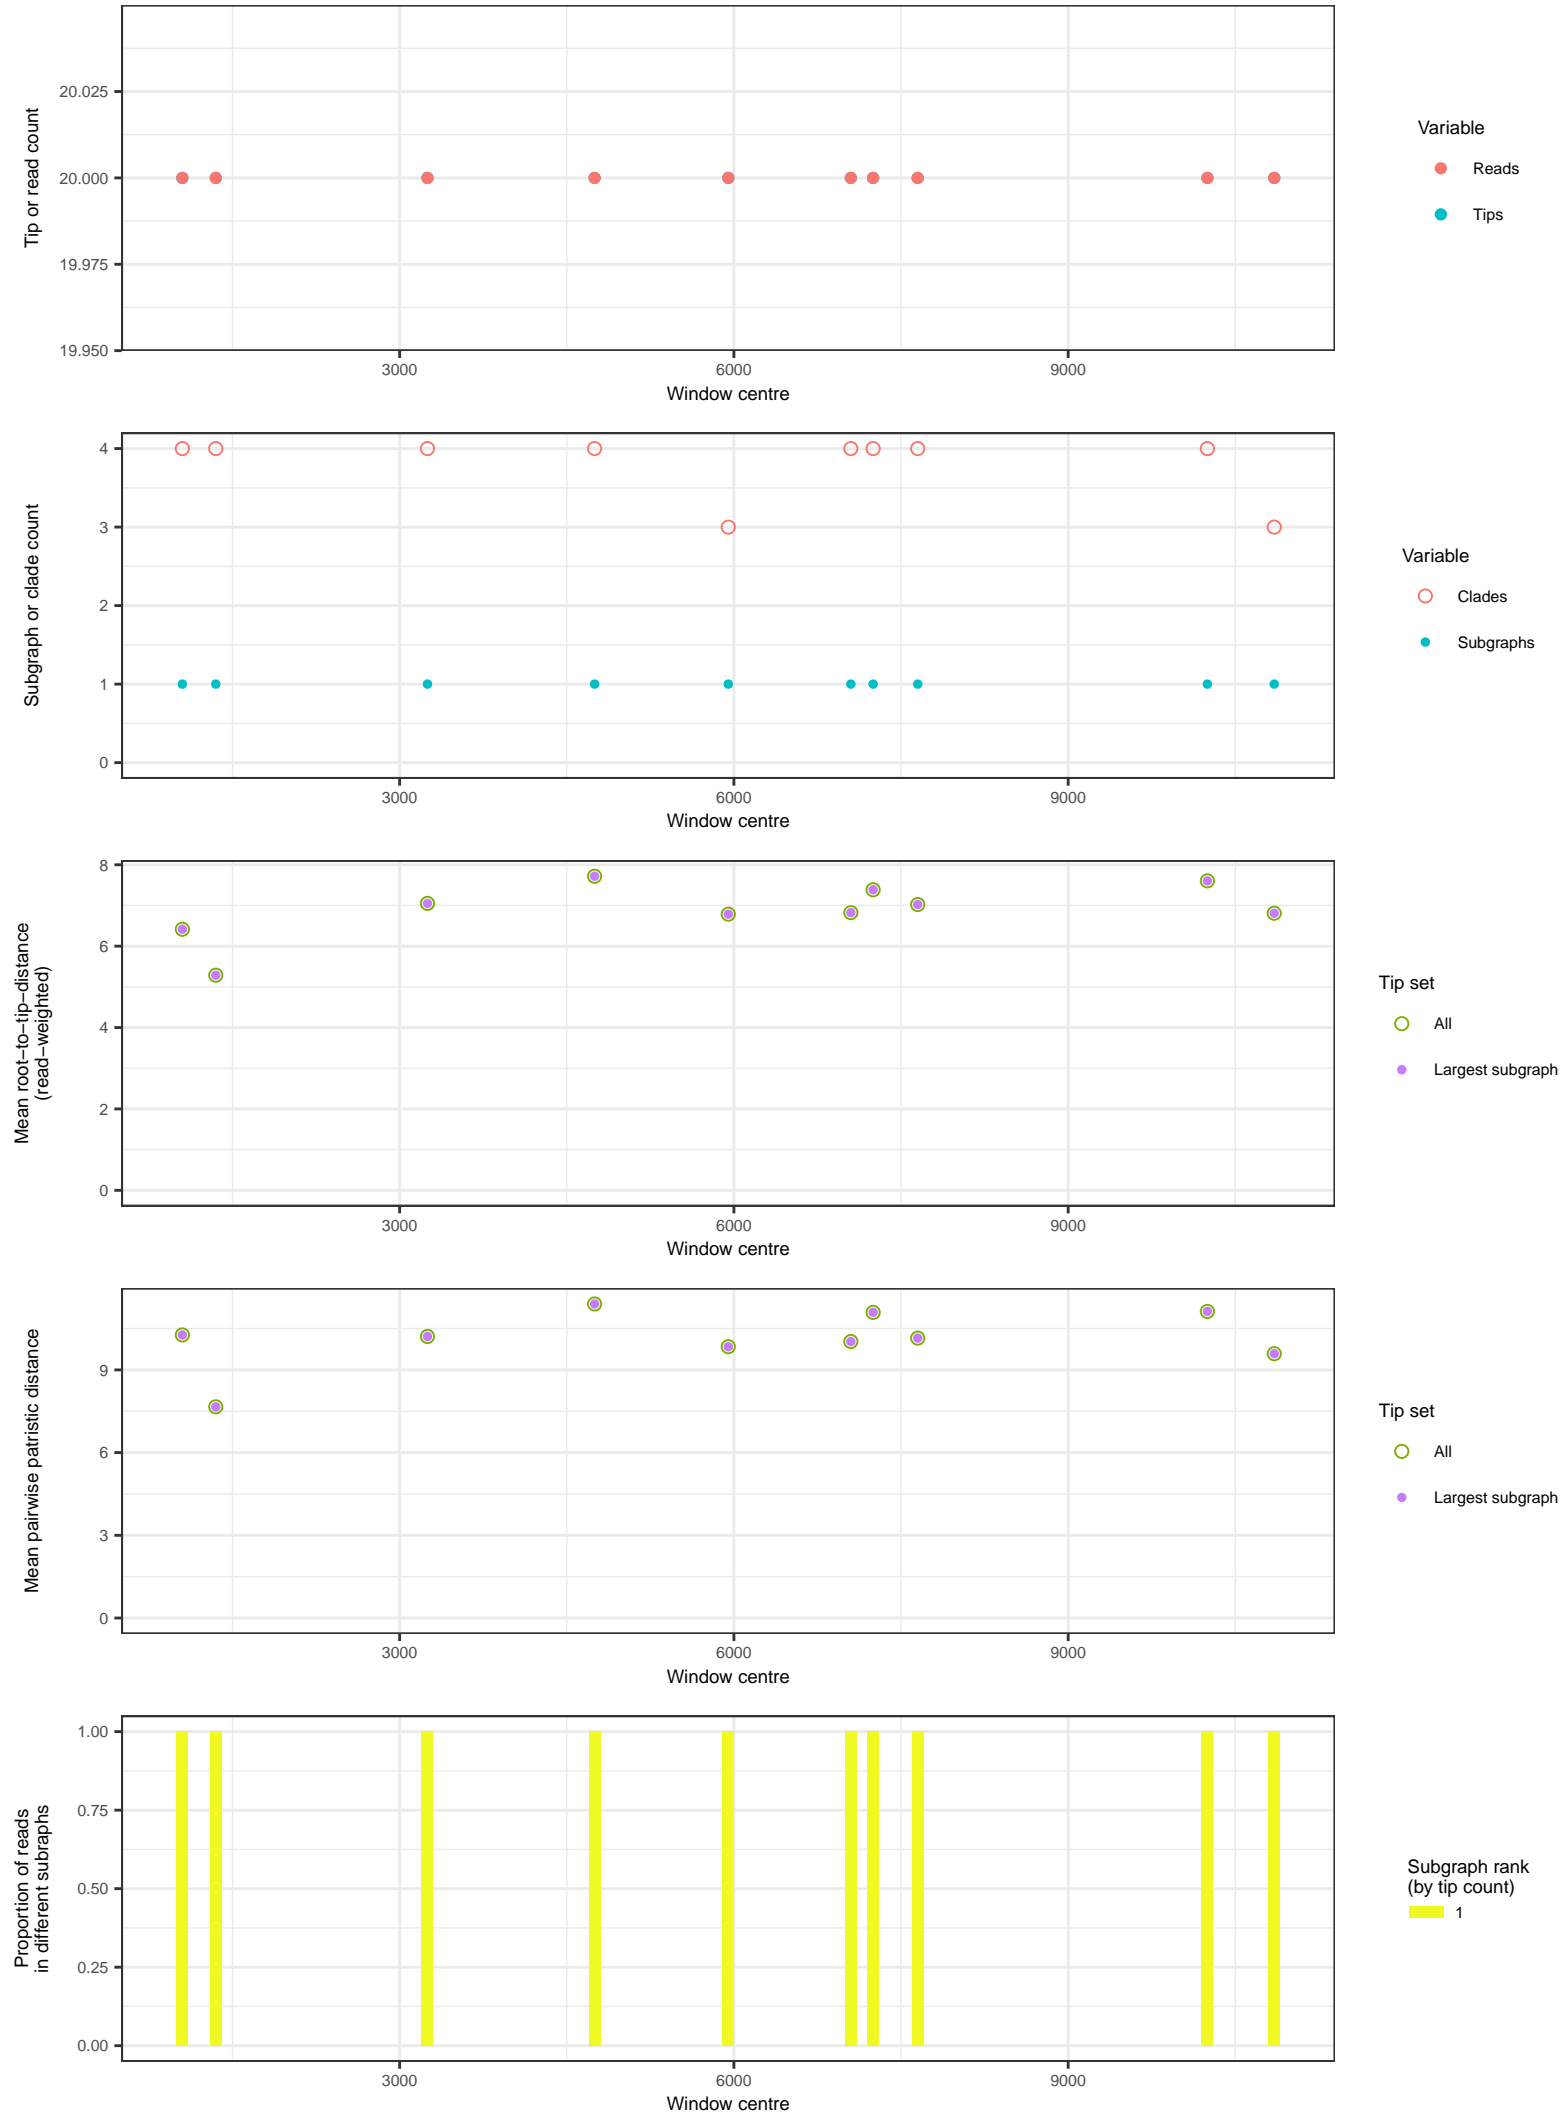 Tip or read count
20.025
20.000
19.975
19.950
3000
6000
9000
Window centre
Variable
Reads
Tips
Subgraph or clade count
4
3
2
1
0
3000
6000
9000
Window centre
Variable
Clades
Subgraphs
Mean root−to−tip−distance
(read−weighted)
8
6
4
2
0
3000
6000
9000
Window centre
Tip set
All
Largest subgraph
Mean pairwise patristic distance
9
6
3
0
3000
6000
9000
Window centre
Tip set
All
Largest subgraph
Proportion of reads
in different subraphs
1.00
0.75
0.50
0.25
0.00
3000
6000
9000
Window centre
Subgraph rank
(by tip count)
1